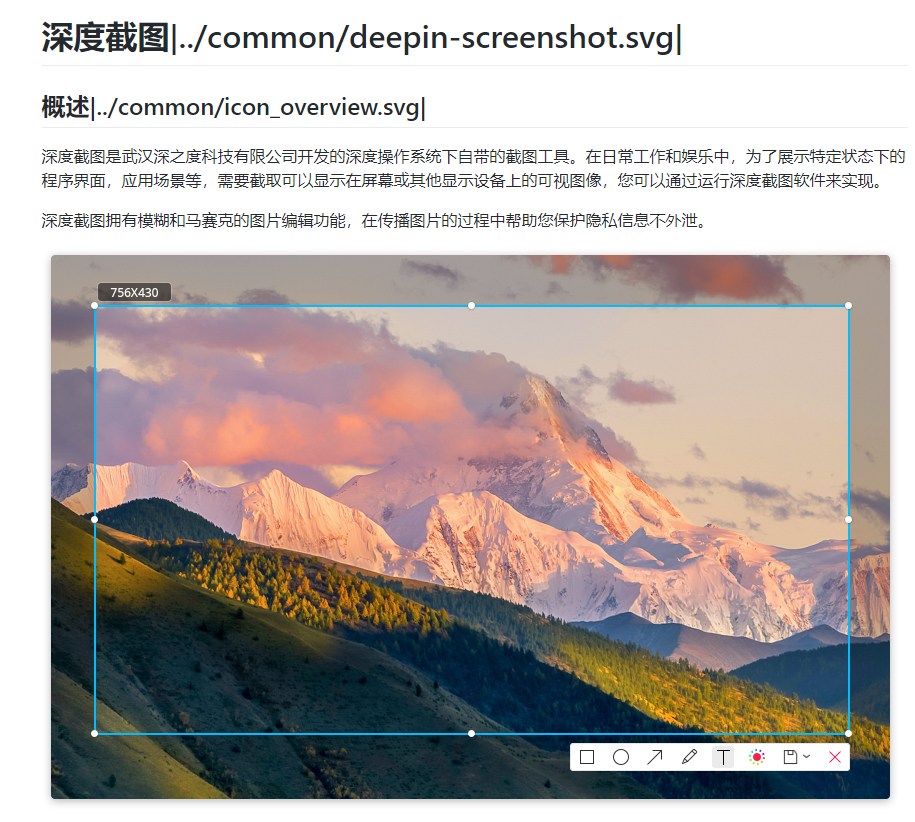 深度截图|../common/deepin-screenshot.svg|
概述|../common/icon_overview.svg|
深度截图是武汉深之度科技有限公司开发的深度操作系统下自带的截图工具。在日常工作和娱乐中，为了展示特定状态下的
程序界面，应用场景等，需要截取可以显示在屏幕或其他显示设备上的可视图像，您可以通过运行深度截图软件来实现。
深度截图拥有模糊和马赛克的图片编辑功能，在传播图片的过程中帮助您保护隐私信息不外泄。
756X430